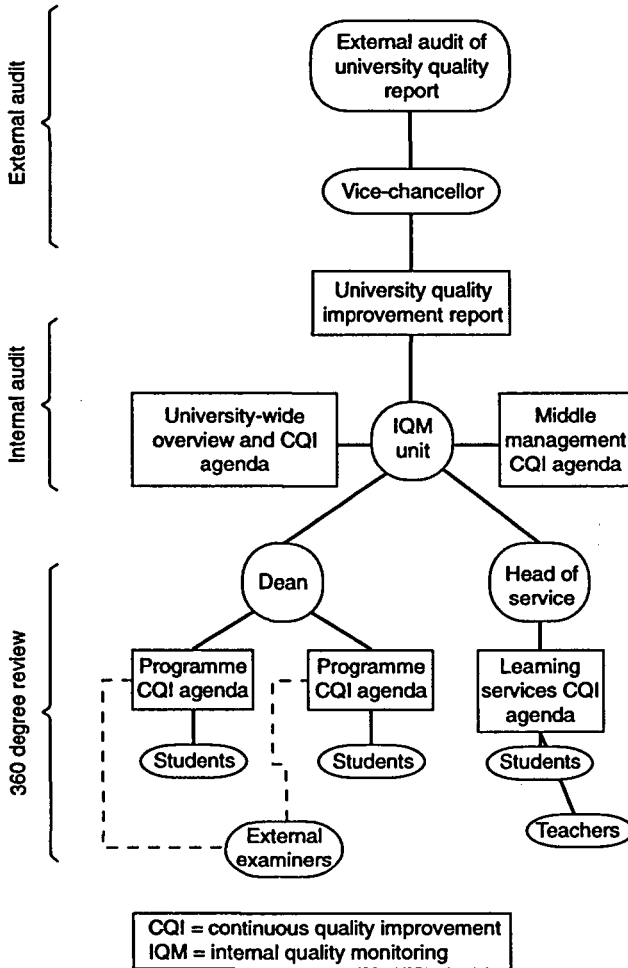 External audit
External audit of
university quality
report
Vice-chancellor
University quality
improvement report
Internal audit
University-wide
overview and CQI
agenda
IQM
unit
Middle
management
CQI agenda
360 degree review
Dean
Head of
service
Programme
CQI agenda
Programme
CQI agenda
Learning
services CQI
agenda
Students
Students
Students
External
examiners
Teachers
CQI = continuous quality improvement
IQM = internal quality monitoring